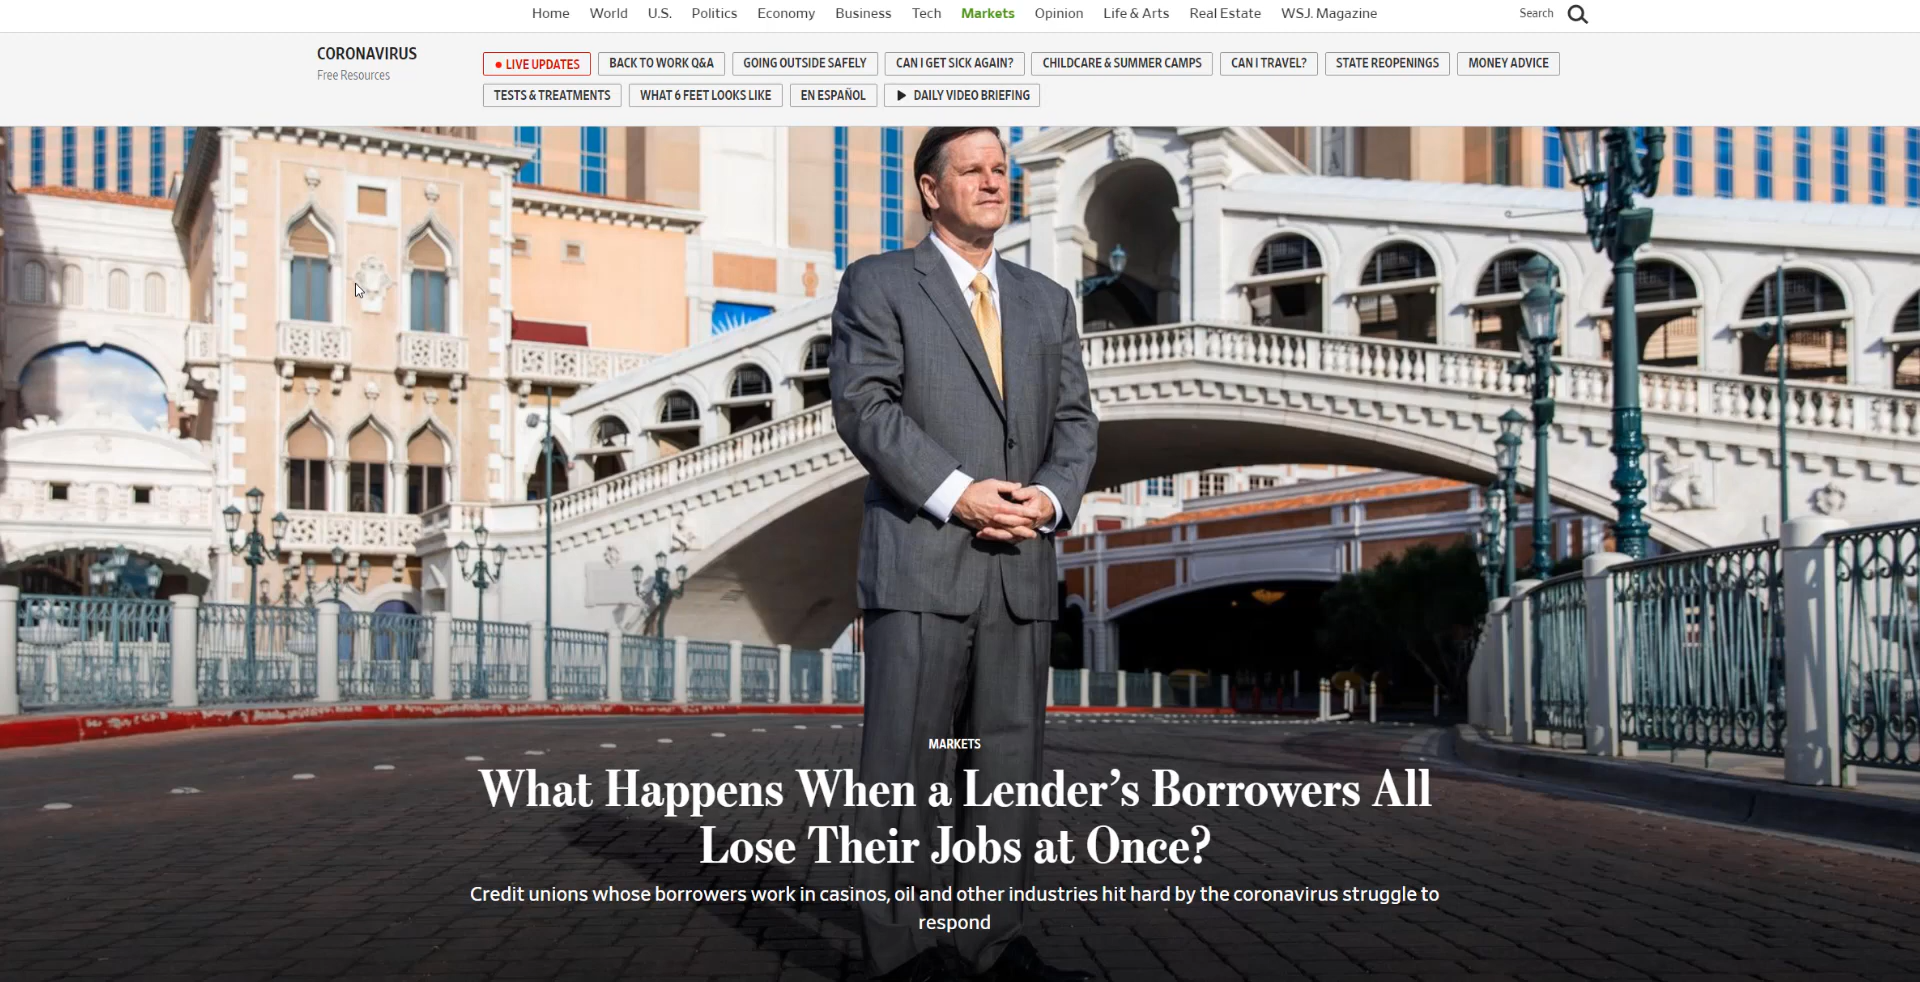 Home World U.S. Politics Economy Business Tech Markets Opinion Life & Arts Real Estate WSJ. Magazine Search
CORONAVIRUS
Free Resources
LIVE UPDATES BACK TO WORK Q&A GOING OUTSIDE SAFELY CAN I GET SICK AGAIN? CHILDCARE & SUMMER CAMPS CAN I TRAVEL? STATE REOPENINGS MONEY ADVICE
TESTS & TREATMENTS WHAT 6 FEET LOOKS LIKE EN ESPAÑOL DAILY VIDEO BRIEFING
MARKETS
What Happens When a Lender’s Borrowers All
Lose Their Jobs at Once?
Credit unions whose borrowers work in casinos, oil and other industries hit hard by the coronavirus struggle to
respond